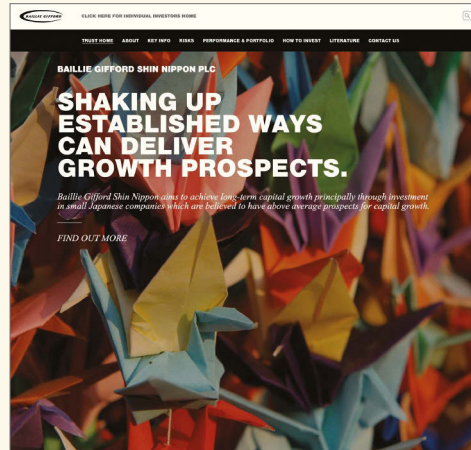 BAILLIE GIFFORD
CLICK HERE FOR INDIVIDUAL INVESTORS HOME
TRUST HOME ABOUT KEY INFO RISKS PERFORMANCE & PORTFOLIO HOW TO INVEST LITERATURE CONTACT US
BAILLIE GIFFORD SHIN NIPPON PLC
SHAKING UP
ESTABLISHED WAYS
CAN DELIVER
GROWTH PROSPECTS.
Baillie Gifford Shin Nippon aims to achieve long-term capital growth principally through investment
in small Japanese companies which are believed to have above average prospects for capital growth.
FIND OUT MORE